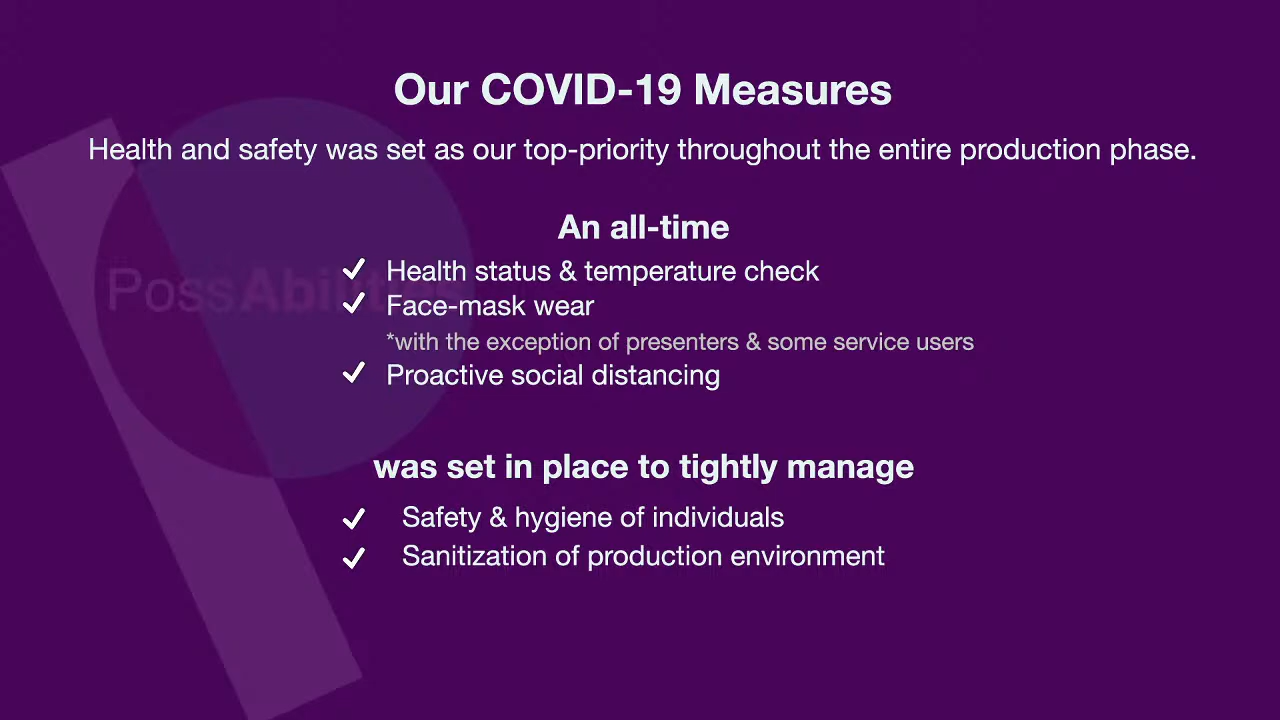 Our COVID-19 Measures
Health and safety was set as our top-priority throughout the entire production phase.
An all-time
Health status & temperature check
PossAbilities
Face-mask wear
*with the exception of presenters & some service users
Proactive social distancing
was set in place to tightly manage
Safety & hygiene of individuals
Sanitization of production environment